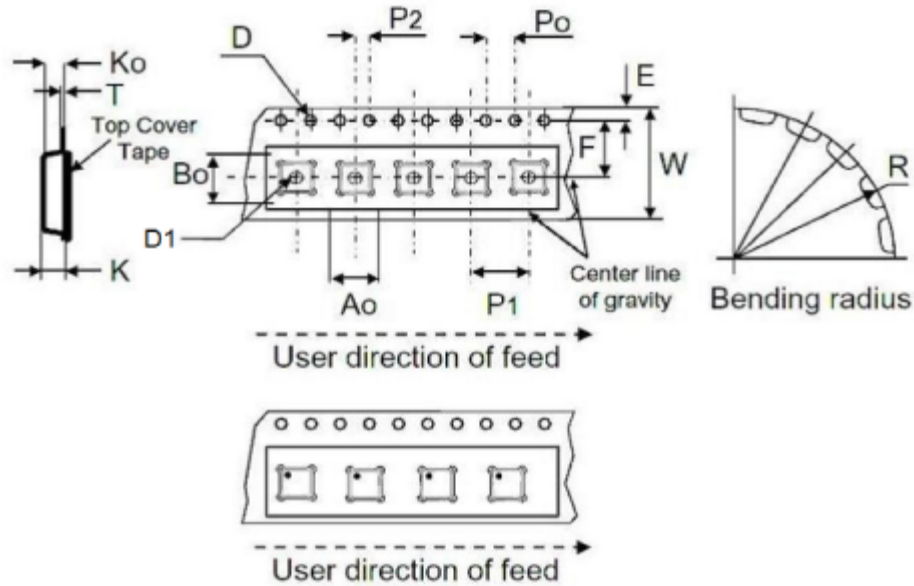 P2
Po
D
E
Ko
T
Top Cover
Tape
Bo
F
W
R
D1
K
Ao
P1
Center line
of gravity
Bending radius
User direction of feed
User direction of feed